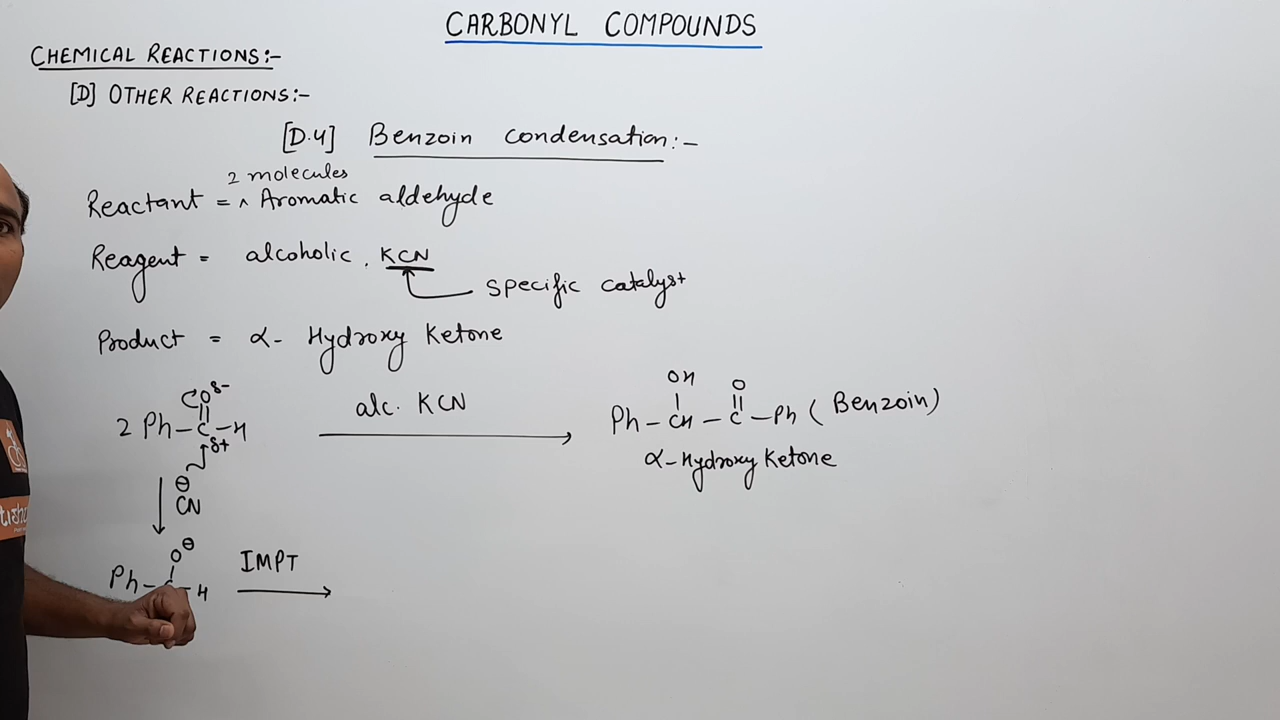 CARBONYL COMPOUNDS
CHEMICAL REACTIONS:-
[D] OTHER REACTIONS:-
[D.4] Benzoin condensation:-
2 molecules
Reactant = ^ Aromatic aldehyde
Reagent = alcoholic . KCN
specific catalyst
Product = α- Hydroxy Ketone
O δ-
2 Ph-C-H
δ+
alc. KCN
OH O
Ph-CH-C-Ph (Benzoin)
α-Hydroxy Ketone
⊖
CN
O ⊖
Ph- -H
IMPT